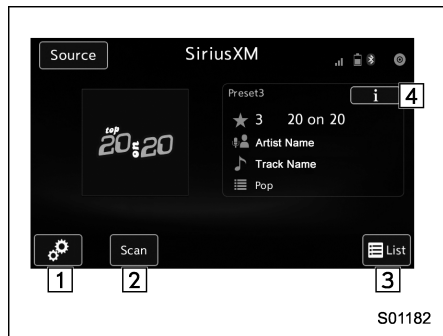 Source
SiriusXM
Preset3
i
4
3 20 on 20
top
20on20
Artist Name
Track Name
Pop
Scan
List
1
2
3
S01182